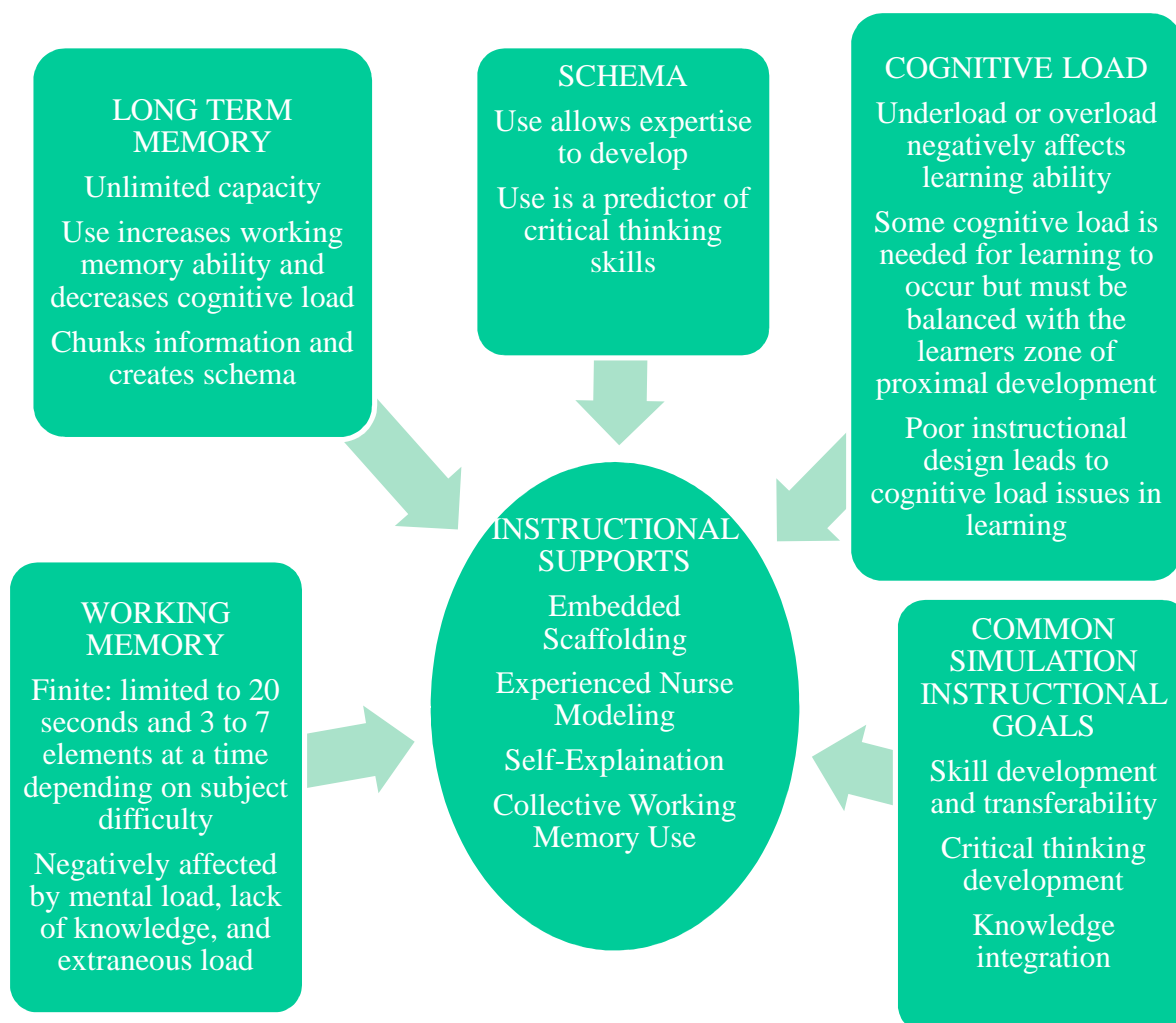 LONG TERM
MEMORY
Unlimited capacity
Use increases working
memory ability and
decreases cognitive load
Chunks information and
creates schema
SCHEMA
Use allows expertise
to develop
Use is a predictor of
critical thinking
skills
COGNITIVE LOAD
Underload or overload
negatively affects
learning ability
Some cognitive load is
needed for learning to
occur but must be
balanced with the
learners zone of
proximal development
Poor instructional
design leads to
cognitive load issues in
learning
WORKING
MEMORY
Finite: limited to 20
seconds and 3 to 7
elements at a time
depending on subject
difficulty
Negatively affected
by mental load, lack
of knowledge, and
extraneous load
INSTRUCTIONAL
SUPPORTS
Embedded
Scaffolding
Experienced Nurse
Modeling
Self-Explaination
Collective Working
Memory Use
COMMON
SIMULATION
INSTRUCTIONAL
GOALS
Skill development
and transferability
Critical thinking
development
Knowledge
integration